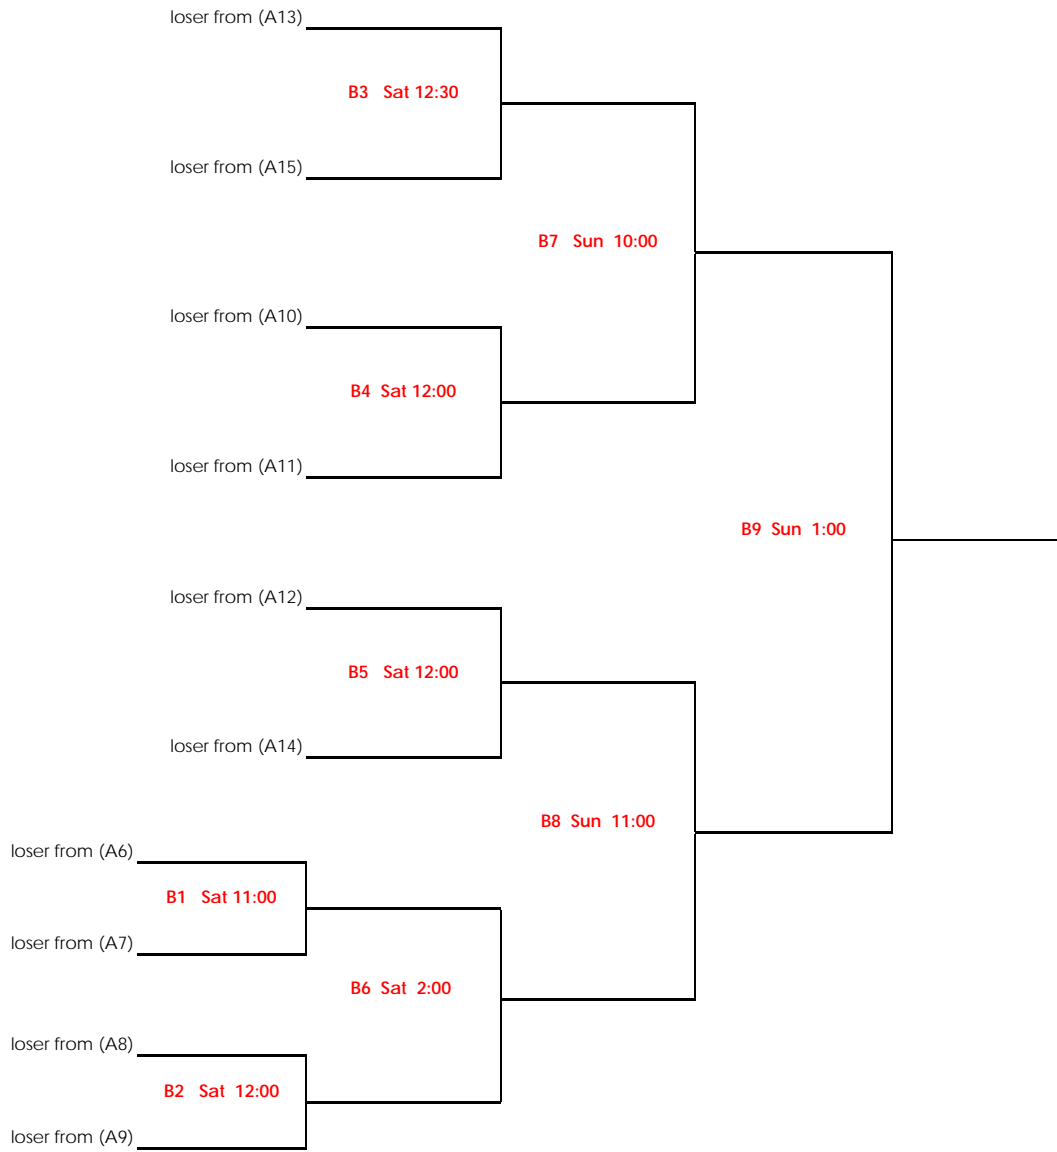 loser from (A13)
B3 Sat 12:30
loser from (A15)
B7 Sun 10:00
loser from (A10)
B4 Sat 12:00
loser from (A11)
B9 Sun 1:00
loser from (A12)
B5 Sat 12:00
loser from (A14)
B8 Sun 11:00
loser from (A6)
B1 Sat 11:00
loser from (A7)
B6 Sat 2:00
loser from (A8)
B2 Sat 12:00
loser from (A9)